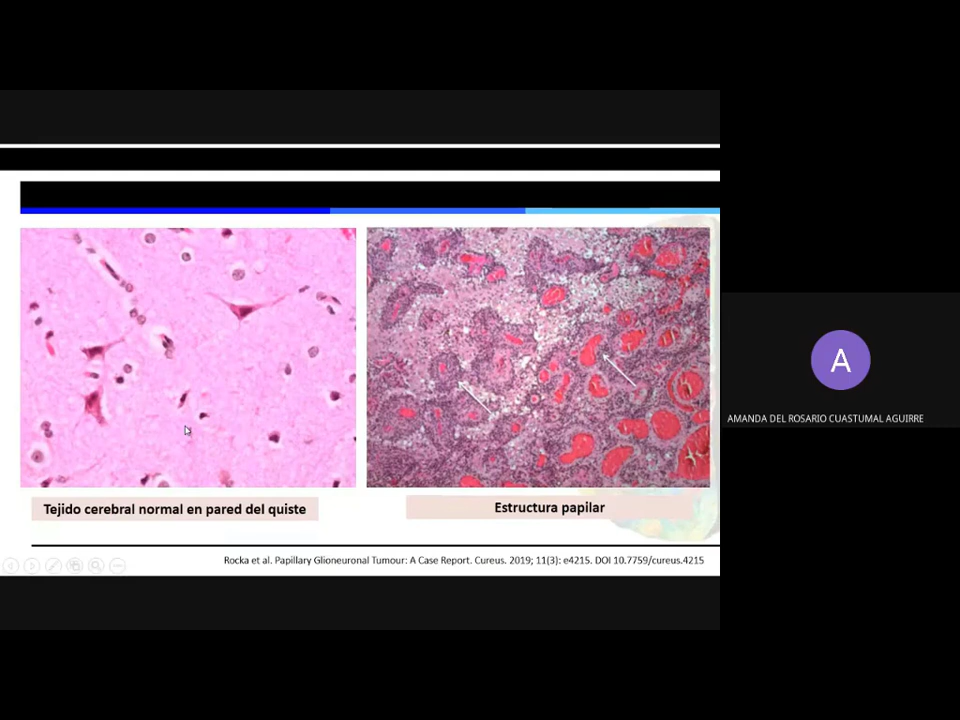 Tejido cerebral normal en pared del quiste
Estructura papilar
Rocka et al. Papillary Glioneuronal Tumour: A Case Report. Cureus. 2019; 11(3): e4215. DOI 10.7759/cureus.4215
A
AMANDA DEL ROSARIO CUASTUMAL AGUIRRE